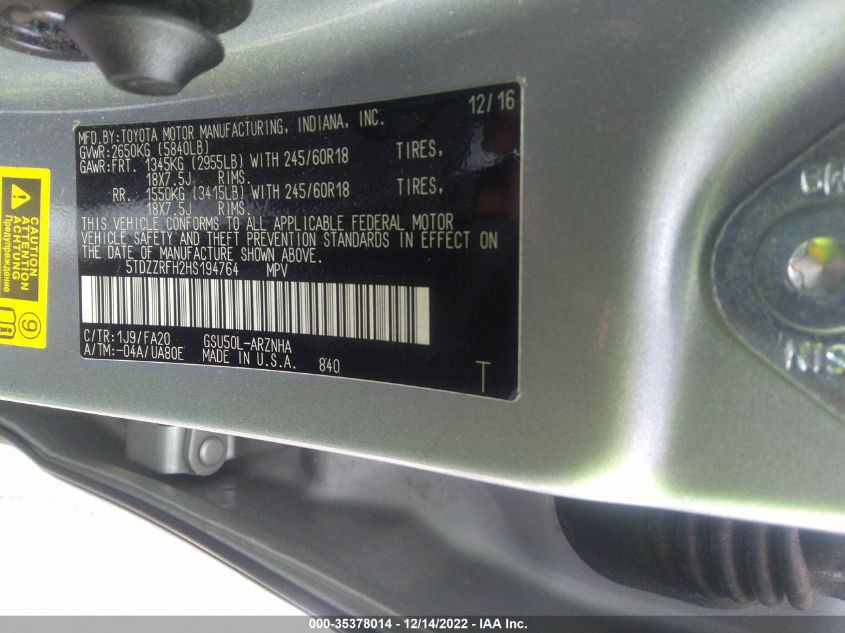 12/16
MFD.BY:TOYOTA MOTOR MANUFACTURING, INDIANA, INC.
GVWR:2650KG (5840LB)
GAWR:FRT. 1345KG (2955LB) WITH 245/60R18 TIRES,
18X7.5J RIMS.
RR. 1550KG (3415LB) WITH 245/60R18 TIRES,
18X7.5J RIMS.
THIS VEHICLE CONFORMS TO ALL APPLICABLE FEDERAL MOTOR
VEHICLE SAFETY AND THEFT PREVENTION STANDARDS IN EFFECT ON
THE DATE OF MANUFACTURE SHOWN ABOVE.
5TDZZRFH2HS194764 MPV
C/TR:1J9/FA20 GSU50L-ARZNHA
A/TM:-04A/UA80E MADE IN U.S.A. 840
T
CAUTION
ATTENTION
ACHTUNG
Предупреждение
9
NIS
000-35378014 - 12/14/2022 - IAA Inc.